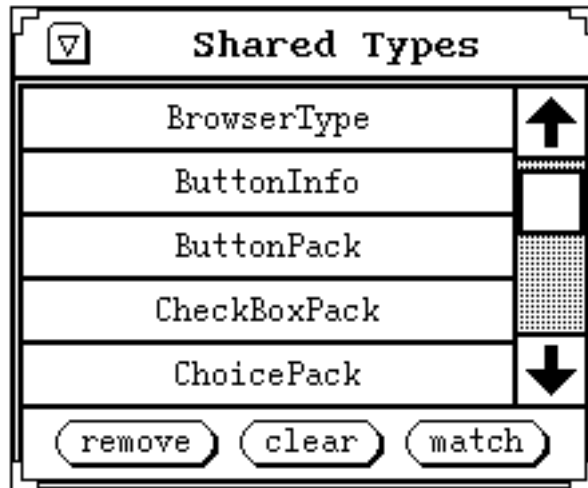 Shared Types
BrowserType
ButtonInfo
ButtonPack
CheckBoxPack
ChoicePack
remove clear match